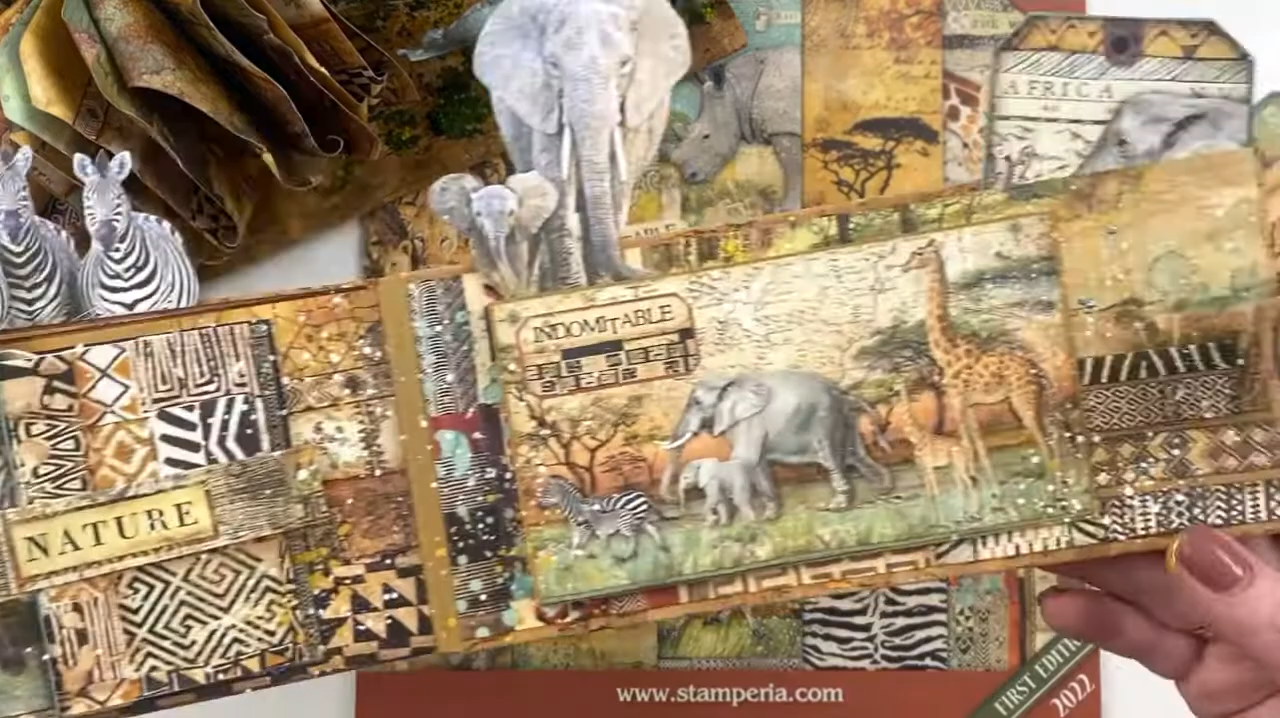 AFRICA
INDOMITABLE
NATURE
www.stamperia.com
FIRST EDITION
2022